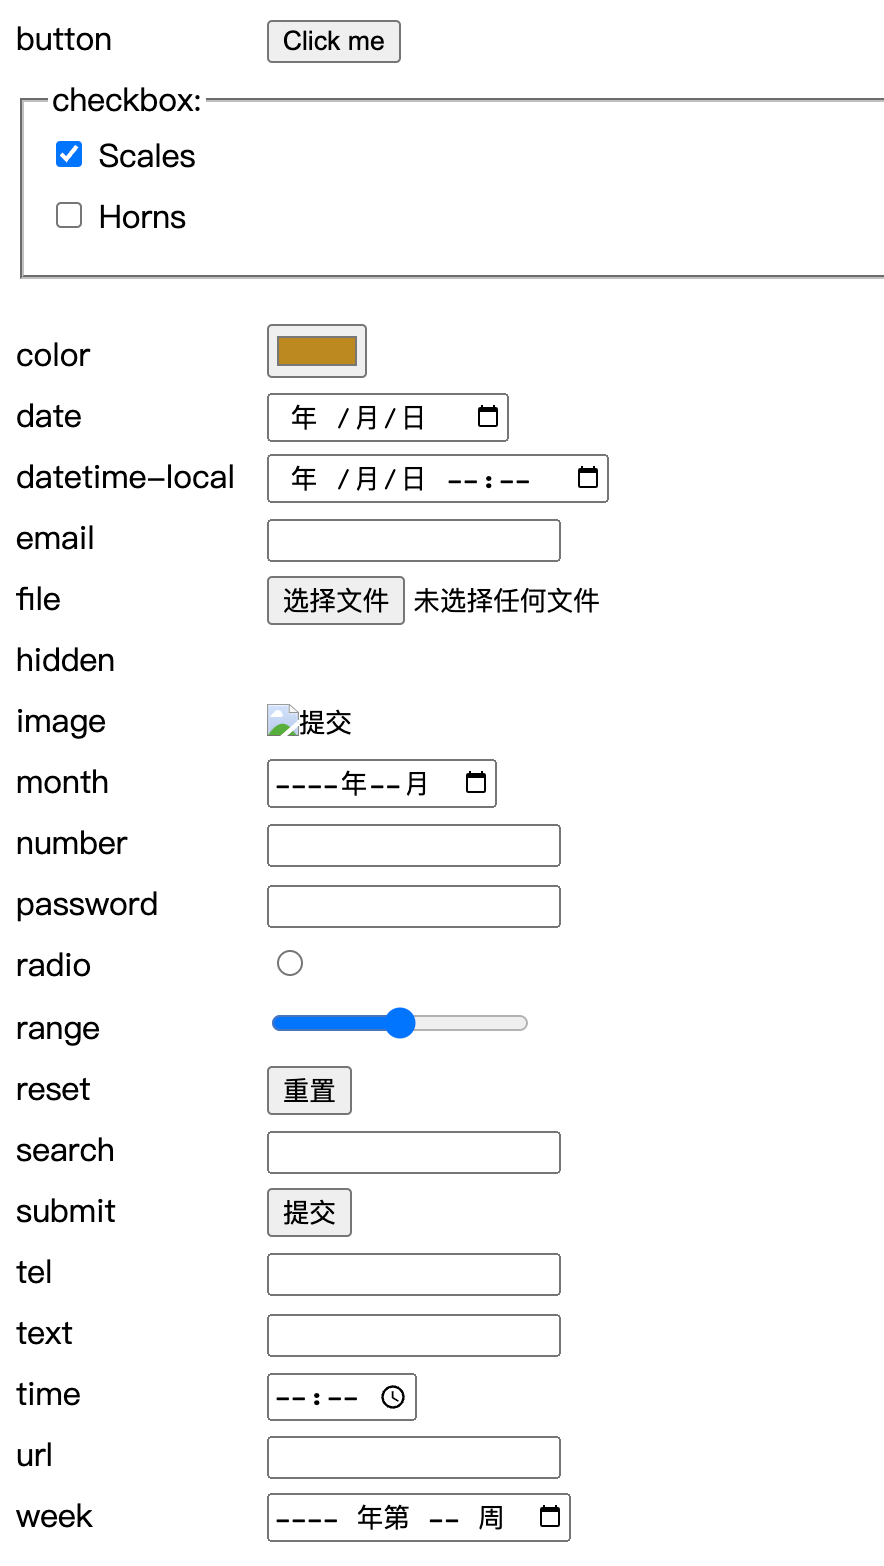 button Click me
checkbox:
Scales
Horns
color
date 年 /月/日
datetime-local 年 /月/日 --:--
email
file 选择文件 未选择任何文件
hidden
image 提交
month ----年--月
number
password
radio
range
reset 重置
search
submit 提交
tel
text
time --:--
url
week ---- 年第 -- 周